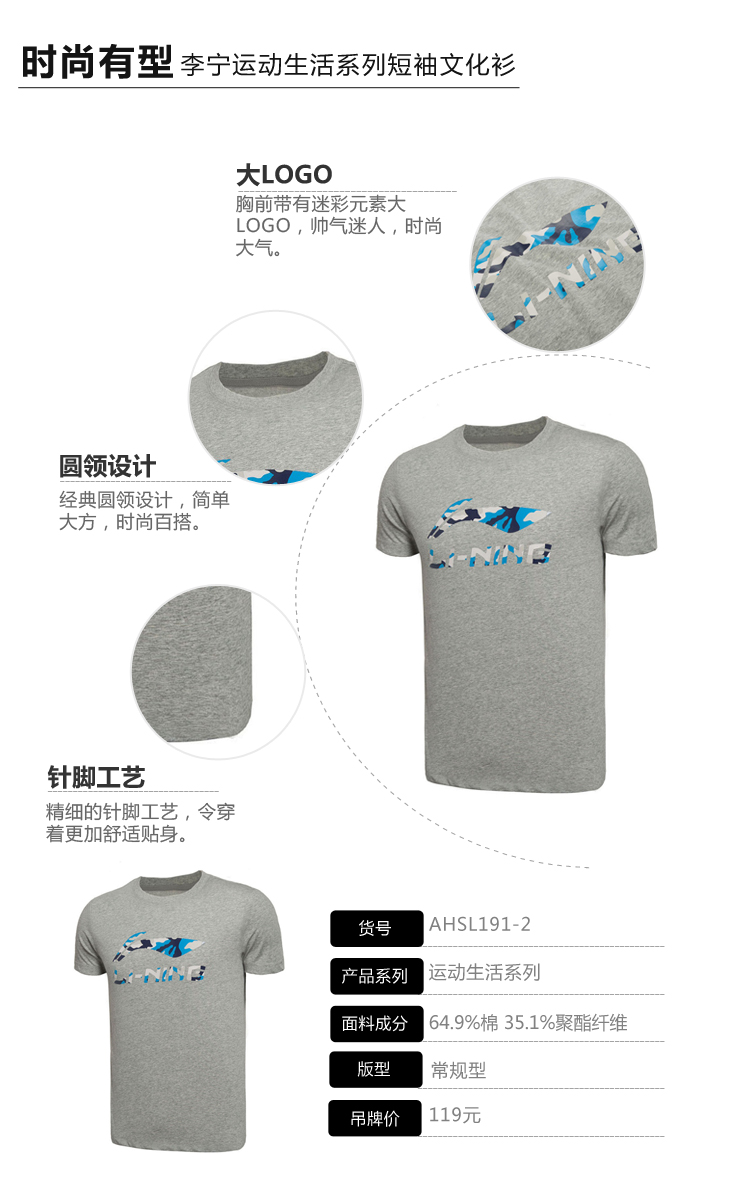 时尚有型 李宁运动生活系列短袖文化衫
大LOGO
胸前带有迷彩元素大
LOGO，帅气迷人，时尚
大气。
LI-NING
圆领设计
经典圆领设计，简单
大方，时尚百搭。
LI-NING
针脚工艺
精细的针脚工艺，令穿
着更加舒适贴身。
LI-NING
货号 AHSL191-2
产品系列 运动生活系列
面料成分 64.9%棉 35.1%聚酯纤维
版型 常规型
吊牌价 119元